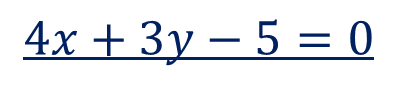 4x + 3y − 5 = 0